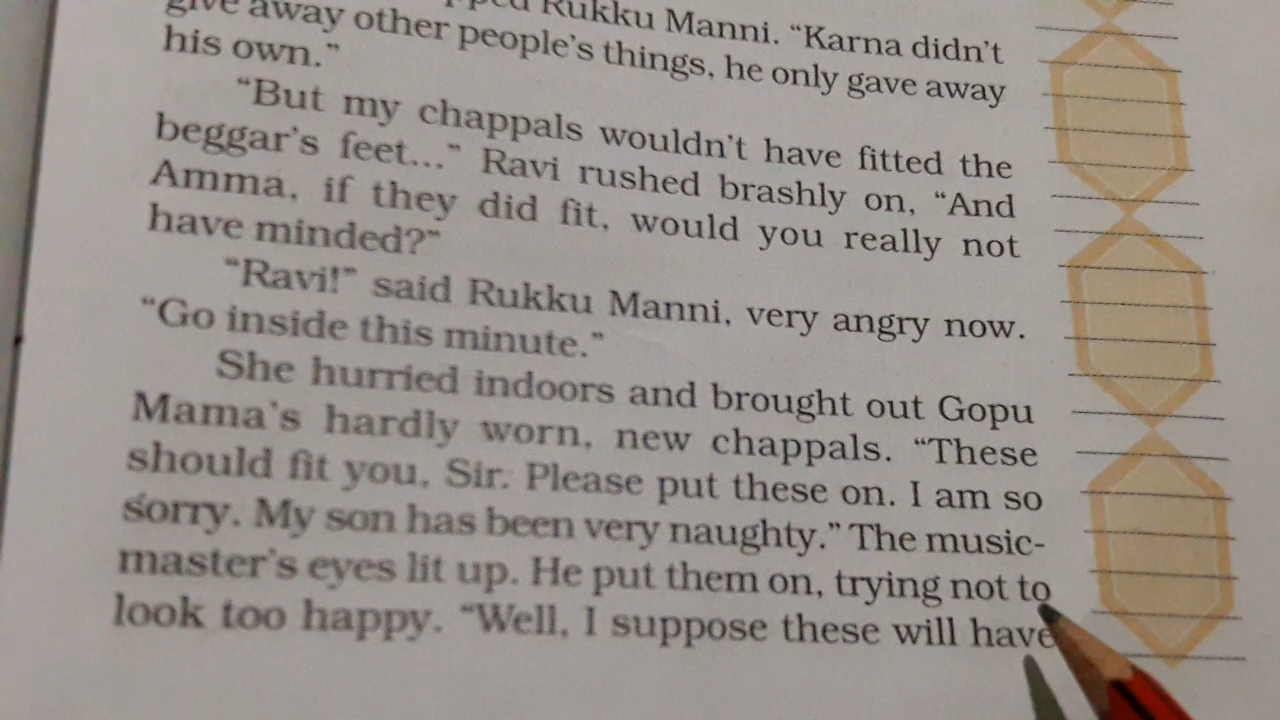 Rukku Manni. “Karna didn’t
give away other people’s things, he only gave away
his own.”
“But my chappals wouldn’t have fitted the
beggar’s feet...” Ravi rushed brashly on, “And
Amma, if they did fit, would you really not
have minded?”
“Ravi!” said Rukku Manni, very angry now.
“Go inside this minute.”
She hurried indoors and brought out Gopu
Mama’s hardly worn, new chappals. “These
should fit you, Sir. Please put these on. I am so
sorry. My son has been very naughty.” The music-
master’s eyes lit up. He put them on, trying not to
look too happy. “Well, I suppose these will have